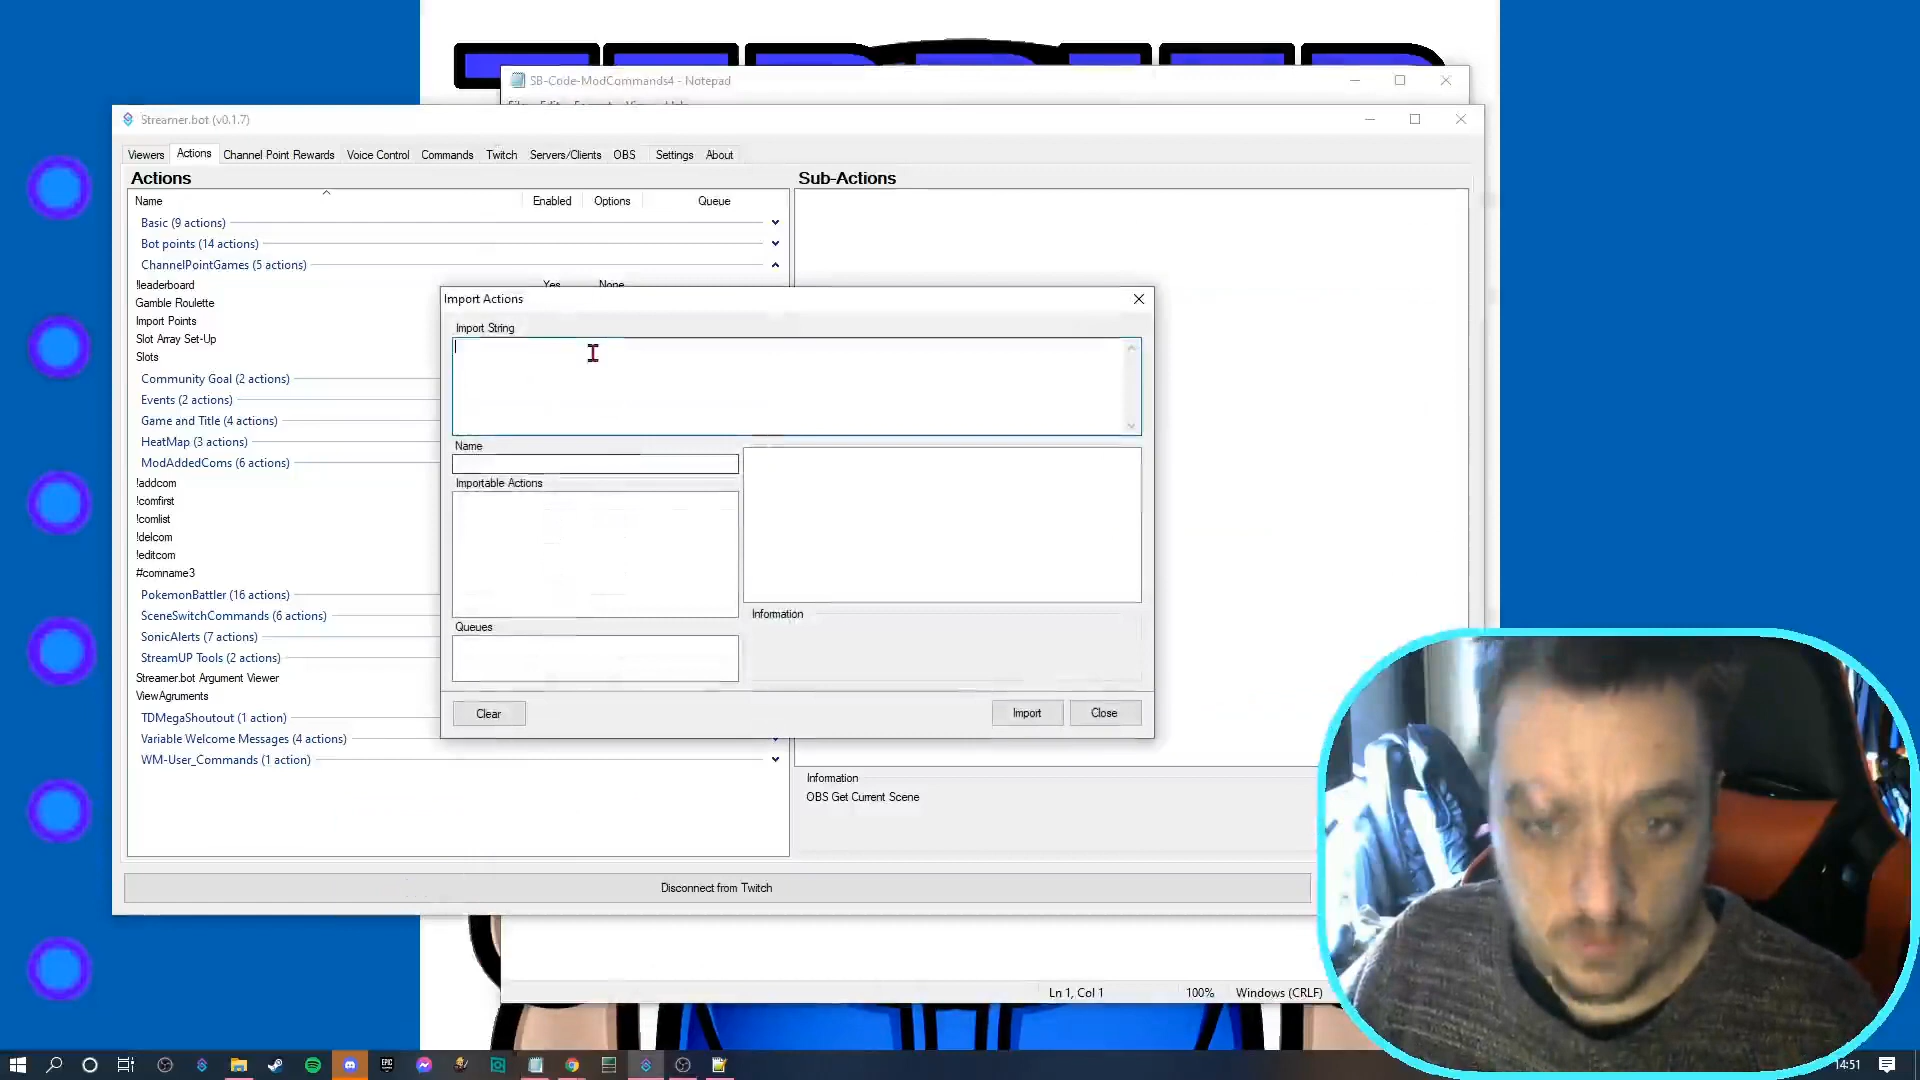 SB-Code-ModCommands4 - Notepad
Streamer.bot (v0.1.7)
Viewers Actions Channel Point Rewards Voice Control Commands Twitch Servers/Clients OBS Settings About
Actions
Sub-Actions
Name Enabled Options Queue
Basic (9 actions)
Bot points (14 actions)
ChannelPointGames (5 actions)
!leaderboard Yes None
Gamble Roulette
Import Points
Slot Array Set-Up
Slots
Community Goal (2 actions)
Events (2 actions)
Game and Title (4 actions)
HeatMap (3 actions)
ModAddedComs (6 actions)
!addcom
!comfirst
!comlist
!delcom
!editcom
#comname3
PokemonBattler (16 actions)
SceneSwitchCommands (6 actions)
SonicAlerts (7 actions)
StreamUP Tools (2 actions)
Streamer.bot Argument Viewer
ViewAgruments
TDMegaShoutout (1 action)
Variable Welcome Messages (4 actions)
WM-User_Commands (1 action)
Import Actions
Import String
Name
Importable Actions
Queues
Information
Clear Import Close
Information
OBS Get Current Scene
Disconnect from Twitch
Ln 1, Col 1 100% Windows (CRLF)
EPIC
14:51